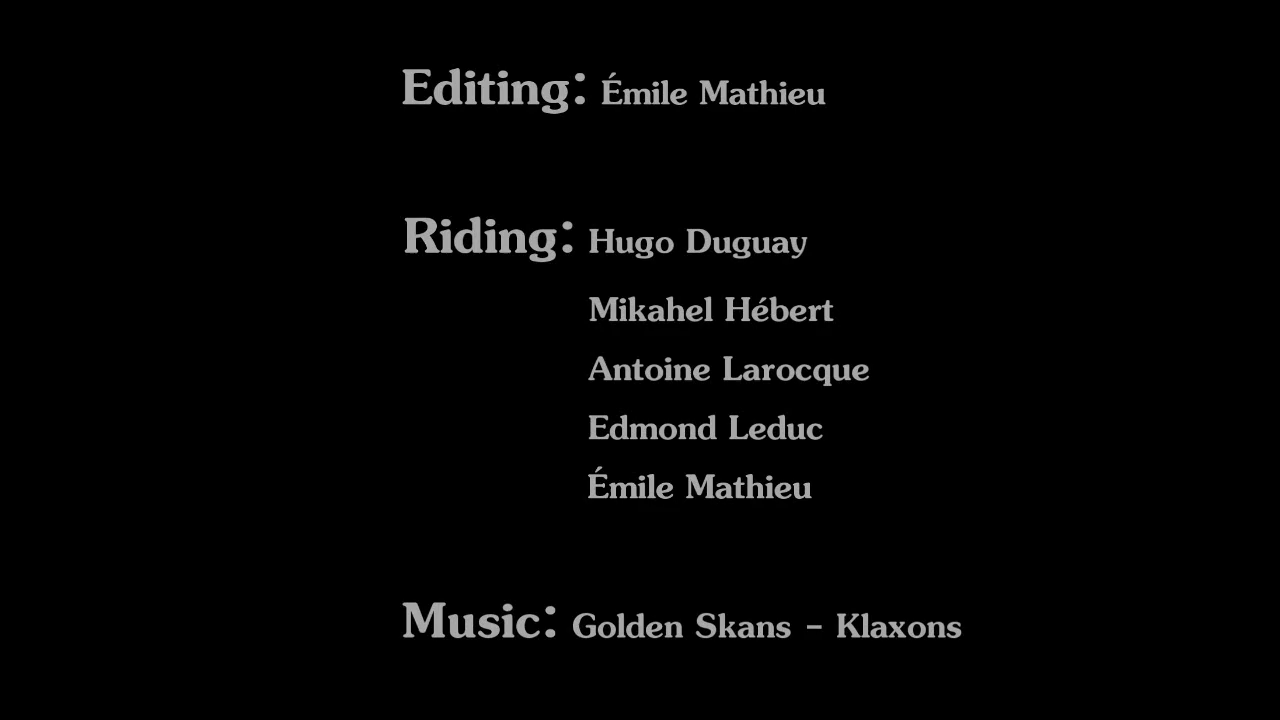 Editing: Émile Mathieu
Riding: Hugo Duguay
Mikahel Hébert
Antoine Larocque
Edmond Leduc
Émile Mathieu
Music: Golden Skans - Klaxons